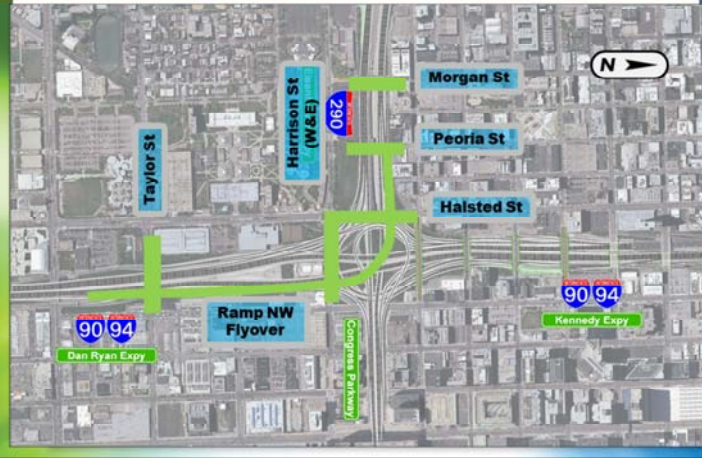 Morgan St
N
Harrison St
(W&E)
290
Peoria St
Taylor St
Halsted St
90 94
Kennedy Expy
Ramp NW
Flyover
90 94
Dan Ryan Expy
Congress Parkway